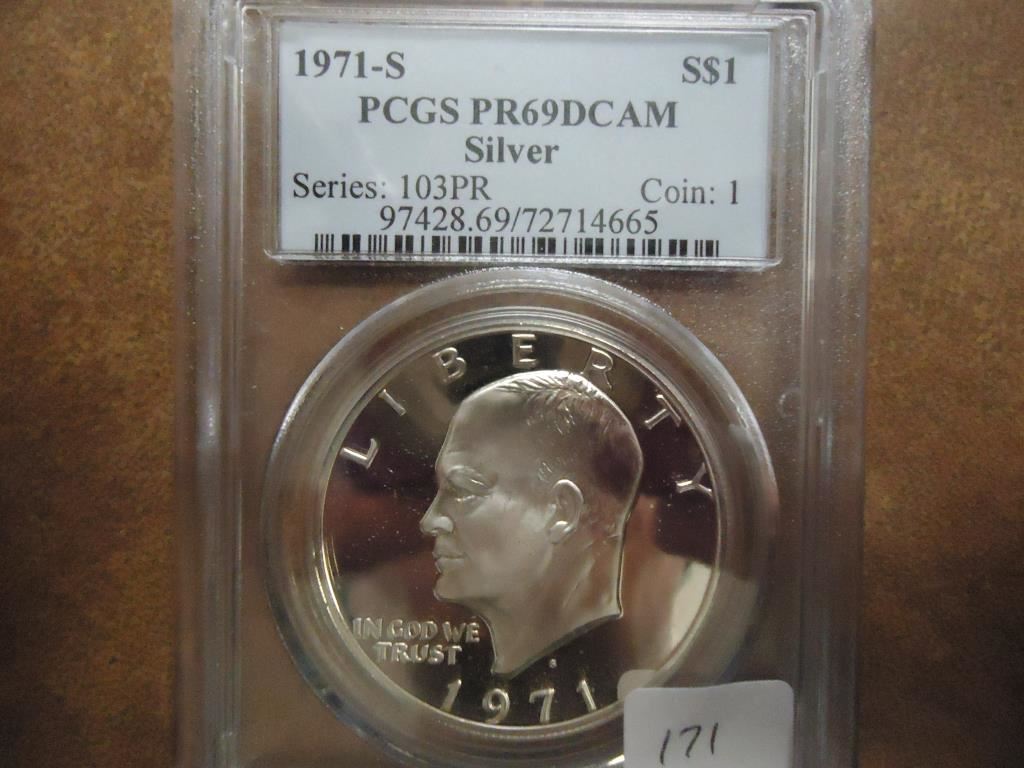 1971-S S$1
PCGS PR69DCAM
Silver
Series: 103PR Coin: 1
97428.69/72714665
LIBERTY
IN GOD WE
TRUST
S
1971
171